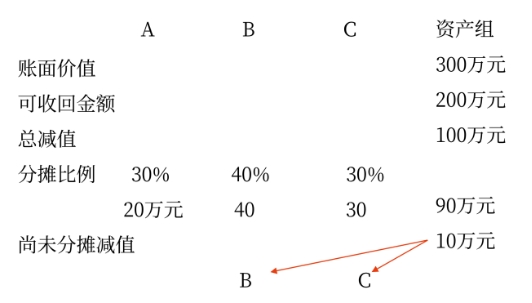 A B C 资产组
账面价值 300万元
可收回金额 200万元
总减值 100万元
分摊比例 30% 40% 30%
20万元 40 30 90万元
尚未分摊减值 10万元
B C